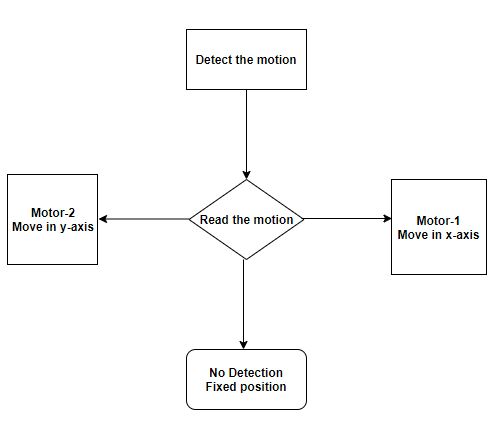 Detect the motion
Motor-2
Move in y-axis
Read the motion
Motor-1
Move in x-axis
No Detection
Fixed position